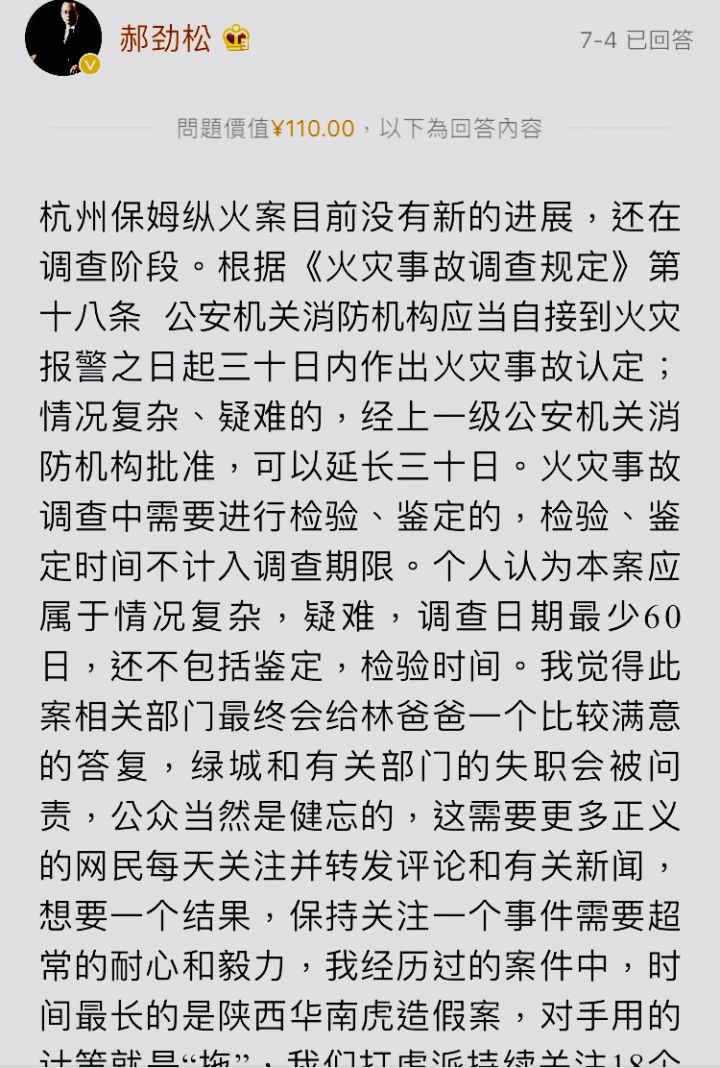 郝劲松
7-4 已回答
問題價值¥110.00，以下為回答內容
杭州保姆纵火案目前没有新的进展，还在
调查阶段。根据《火灾事故调查规定》第
十八条 公安机关消防机构应当自接到火灾
报警之日起三十日内作出火灾事故认定；
情况复杂、疑难的，经上一级公安机关消
防机构批准，可以延长三十日。火灾事故
调查中需要进行检验、鉴定的，检验、鉴
定时间不计入调查期限。个人认为本案应
属于情况复杂，疑难，调查日期最少60
日，还不包括鉴定，检验时间。我觉得此
案相关部门最终会给林爸爸一个比较满意
的答复，绿城和有关部门的失职会被问
责，公众当然是健忘的，这需要更多正义
的网民每天关注并转发评论和有关新闻，
想要一个结果，保持关注一个事件需要超
常的耐心和毅力，我经历过的案件中，时
间最长的是陕西华南虎造假案，对手用的
计策就是“拖”，我们打虎派持续关注18个